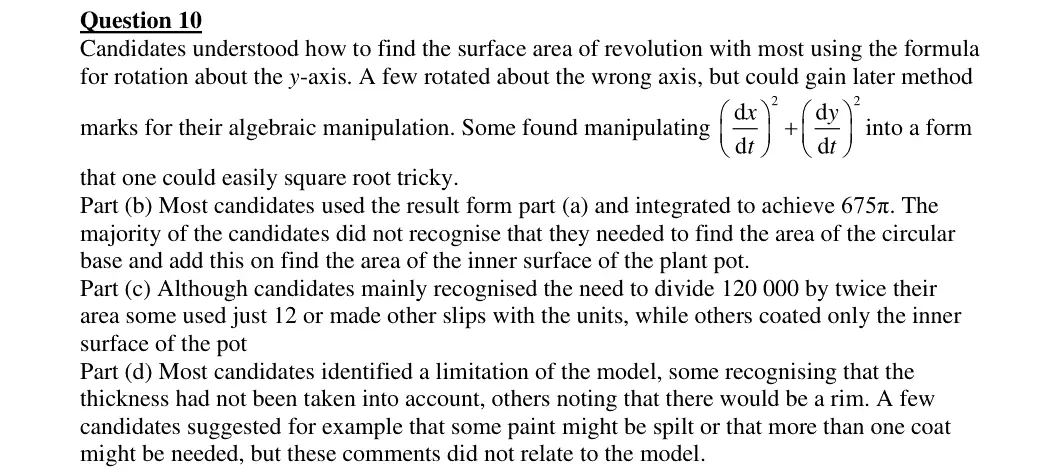 Question 10
Candidates understood how to find the surface area of revolution with most using the formula
for rotation about the y-axis. A few rotated about the wrong axis, but could gain later method
marks for their algebraic manipulation. Some found manipulating (dx/dt)² + (dy/dt)² into a form
that one could easily square root tricky.
Part (b) Most candidates used the result form part (a) and integrated to achieve 675π. The
majority of the candidates did not recognise that they needed to find the area of the circular
base and add this on find the area of the inner surface of the plant pot.
Part (c) Although candidates mainly recognised the need to divide 120 000 by twice their
area some used just 12 or made other slips with the units, while others coated only the inner
surface of the pot
Part (d) Most candidates identified a limitation of the model, some recognising that the
thickness had not been taken into account, others noting that there would be a rim. A few
candidates suggested for example that some paint might be spilt or that more than one coat
might be needed, but these comments did not relate to the model.